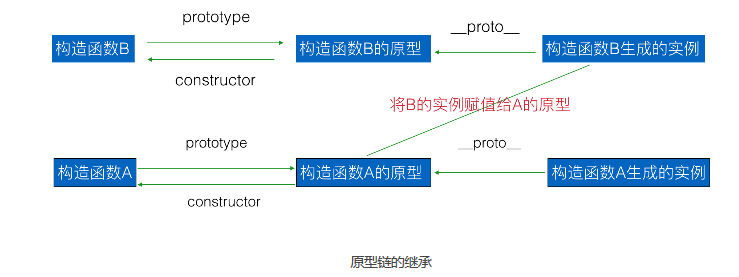 prototype
__proto__
构造函数B
构造函数B的原型
构造函数B生成的实例
constructor
将B的实例赋值给A的原型
prototype
__proto__
构造函数A
构造函数A的原型
构造函数A生成的实例
constructor
原型链的继承